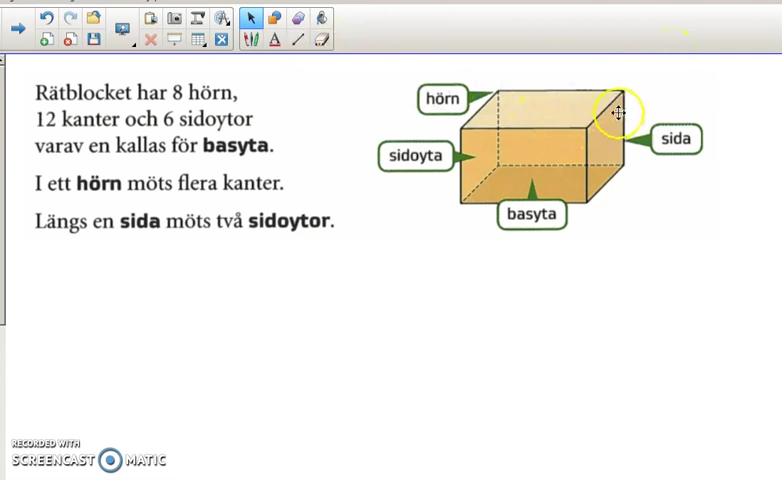 Rätblocket har 8 hörn,
12 kanter och 6 sidoytor
varav en kallas för basyta.
I ett hörn möts flera kanter.
Längs en sida möts två sidoytor.
hörn
sidoyta
sida
basyta
RECORDED WITH
SCREENCAST MATIC